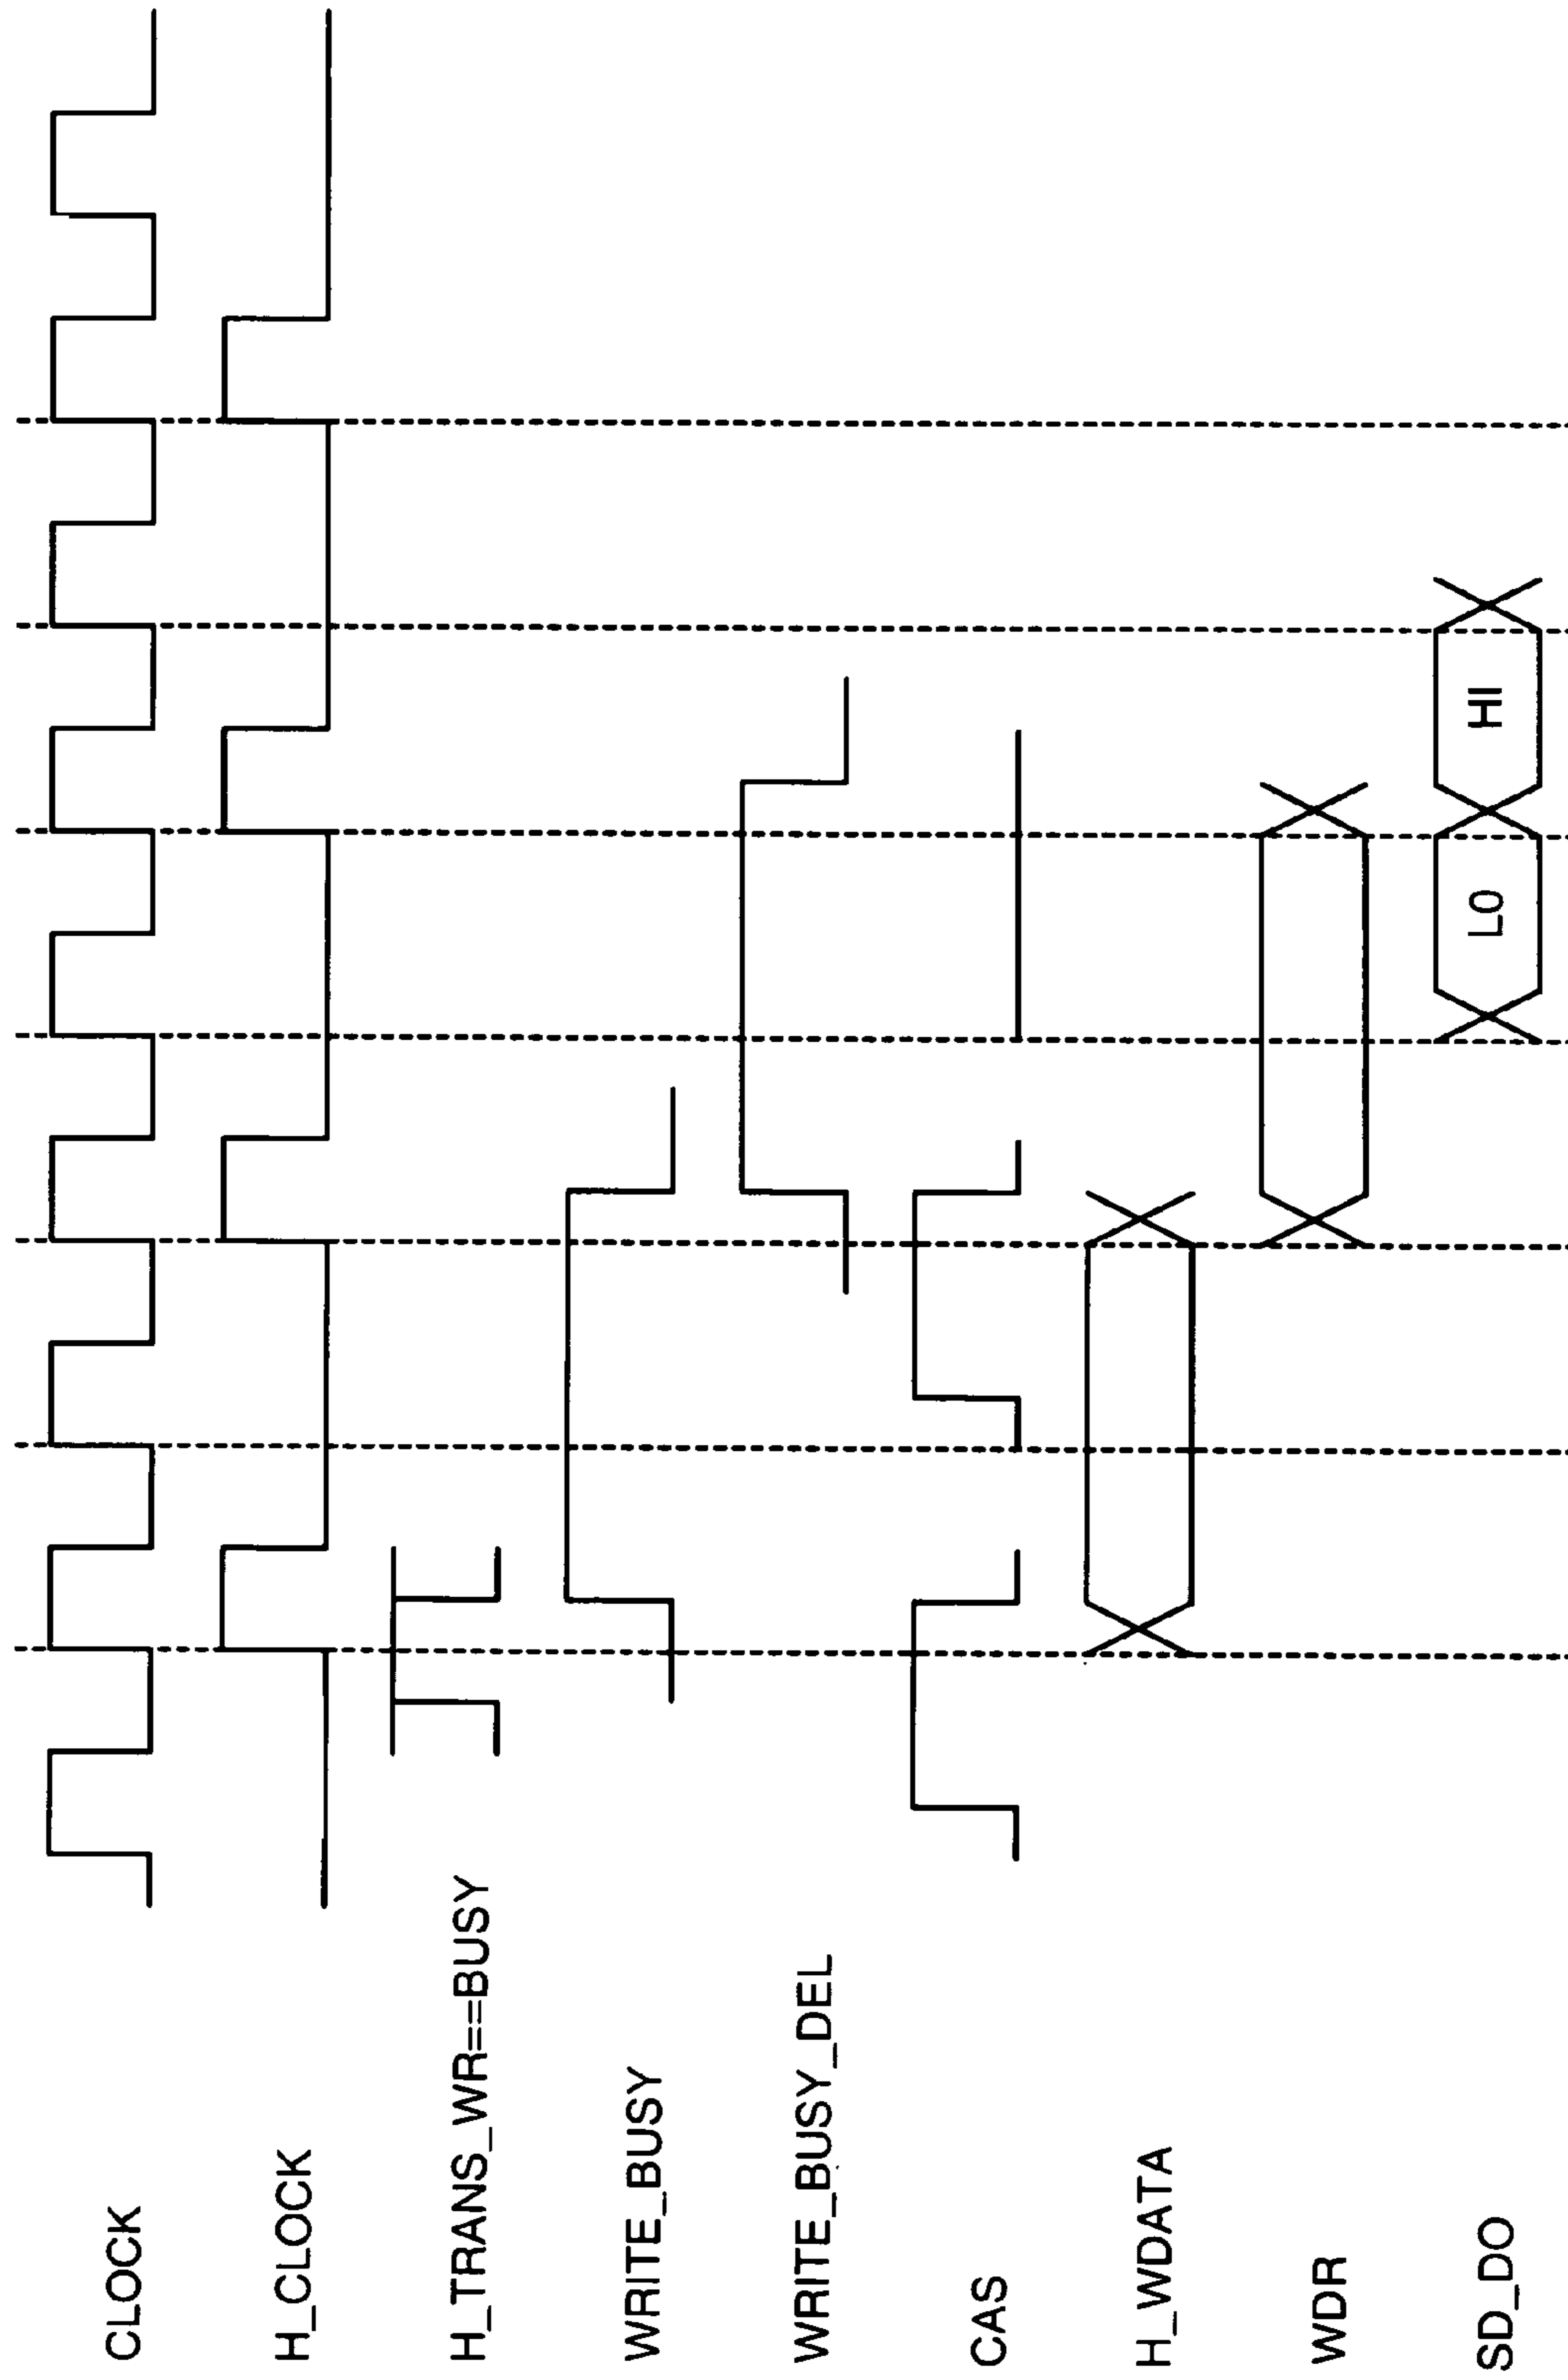 CLOCK
H_CLOCK
H_TRANS_WR==BUSY
WRITE_BUSY
WRITE_BUSY_DEL
CAS
H_WDATA
WDR
SD_DO
LO
HI